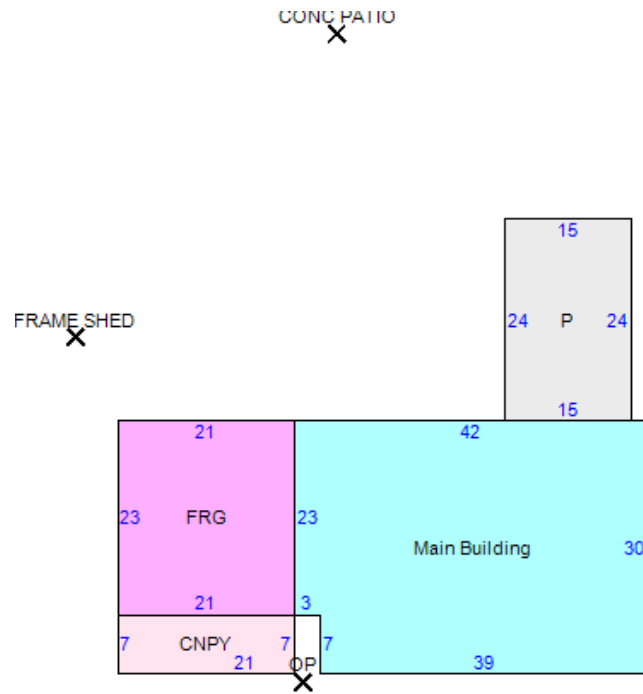 CONC PATIO
15
24 P 24
FRAME SHED
15
21 42
23 FRG 23
Main Building 30
21 3
7 CNPY 7 7
21 OP 39